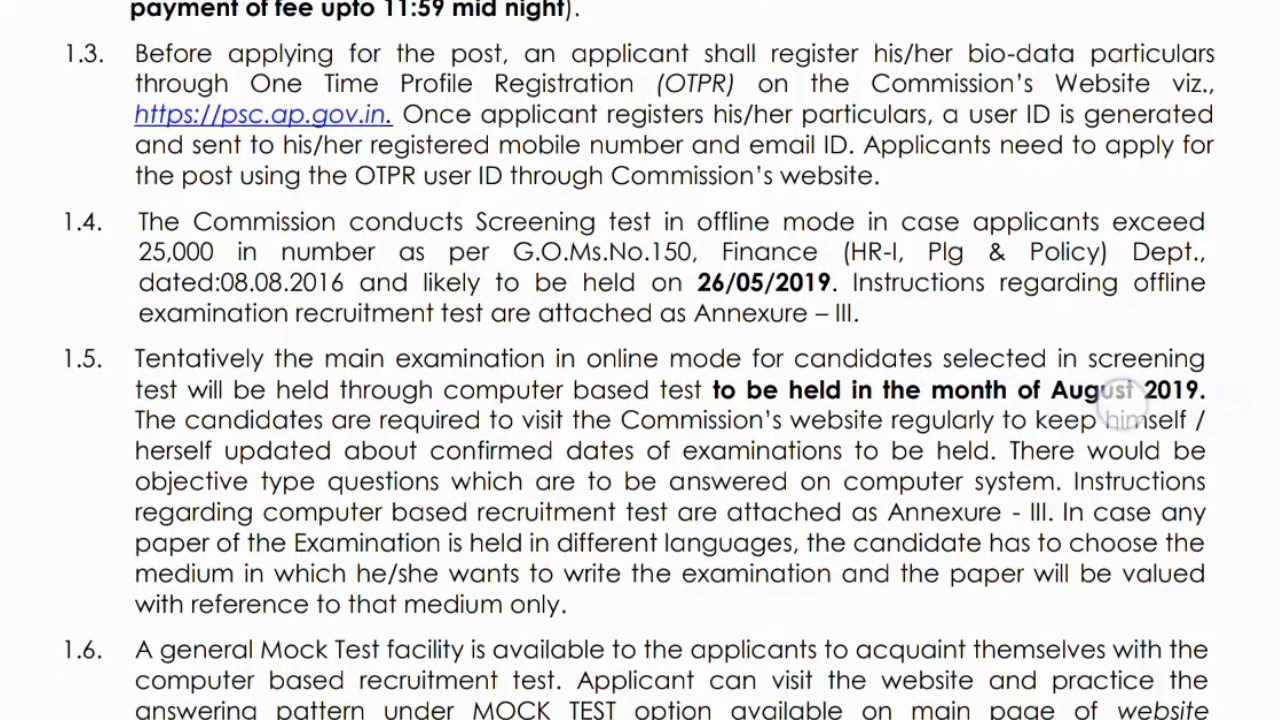 payment of fee upto 11:59 mid night).
1.3. Before applying for the post, an applicant shall register his/her bio-data particulars
through One Time Profile Registration (OTPR) on the Commission’s Website viz.,
https://psc.ap.gov.in. Once applicant registers his/her particulars, a user ID is generated
and sent to his/her registered mobile number and email ID. Applicants need to apply for
the post using the OTPR user ID through Commission’s website.
1.4. The Commission conducts Screening test in offline mode in case applicants exceed
25,000 in number as per G.O.Ms.No.150, Finance (HR-I, Plg & Policy) Dept.,
dated:08.08.2016 and likely to be held on 26/05/2019. Instructions regarding offline
examination recruitment test are attached as Annexure – III.
1.5. Tentatively the main examination in online mode for candidates selected in screening
test will be held through computer based test to be held in the month of August 2019.
The candidates are required to visit the Commission’s website regularly to keep himself /
herself updated about confirmed dates of examinations to be held. There would be
objective type questions which are to be answered on computer system. Instructions
regarding computer based recruitment test are attached as Annexure - III. In case any
paper of the Examination is held in different languages, the candidate has to choose the
medium in which he/she wants to write the examination and the paper will be valued
with reference to that medium only.
1.6. A general Mock Test facility is available to the applicants to acquaint themselves with the
computer based recruitment test. Applicant can visit the website and practice the
answering pattern under MOCK TEST option available on main page of website